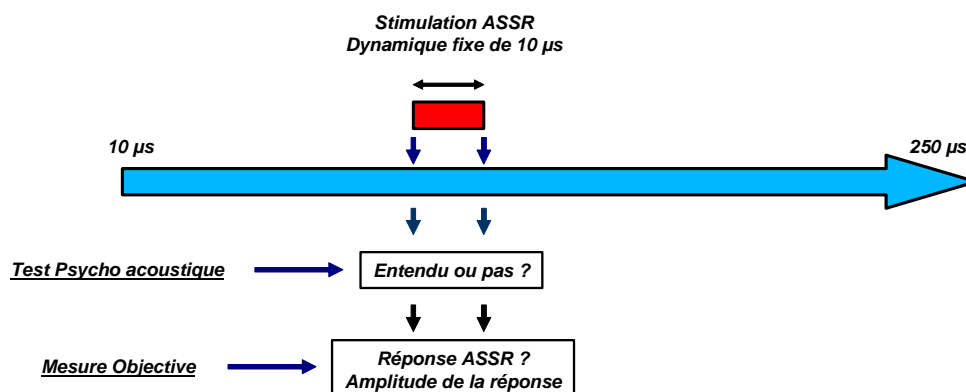 Stimulation ASSR
Dynamique fixe de 10 µs
10 µs
250 µs
Test Psycho acoustique
Entendu ou pas ?
Mesure Objective
Réponse ASSR ?
Amplitude de la réponse